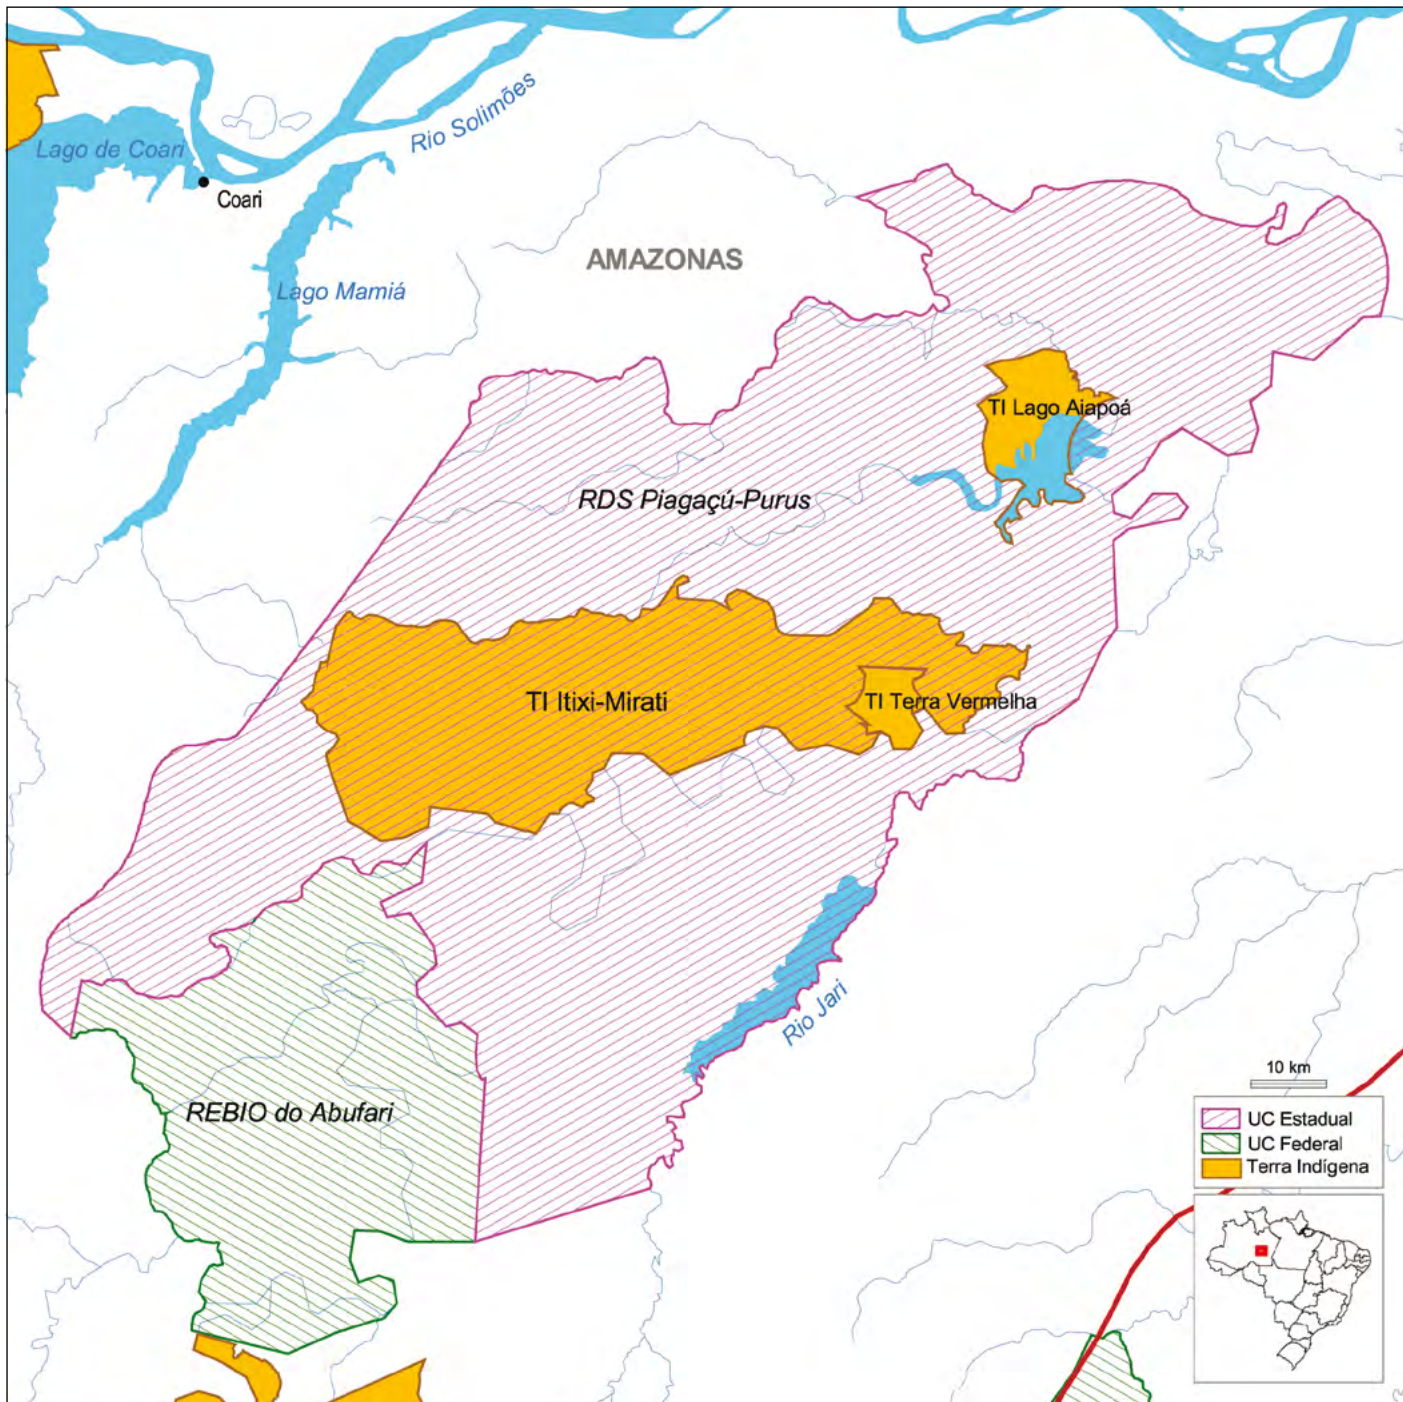 Rio Solimões
Lago de Coari
Coari
AMAZONAS
Lago Mamiá
TI Lago Aiapoá
RDS Piagaçú-Purus
TI Itixi-Mirati
TI Terra Vermelha
Rio Jari
REBIO do Abufari
10 km
UC Estadual
UC Federal
Terra Indígena